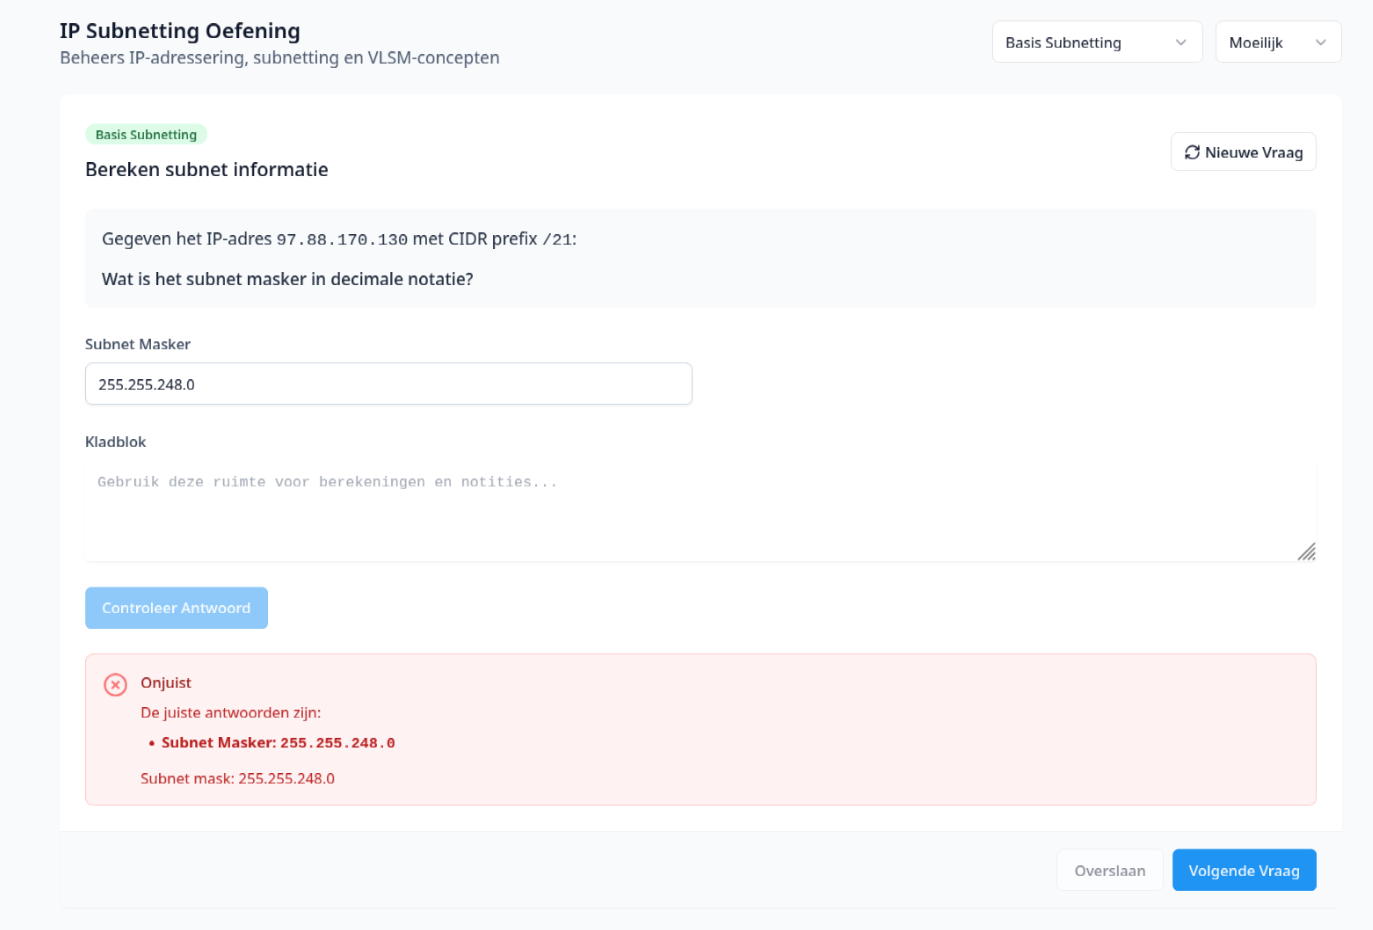 IP Subnetting Oefening
Beheers IP-adressering, subnetting en VLSM-concepten
Basis Subnetting
Moeilijk
Basis Subnetting
Bereken subnet informatie
Nieuwe Vraag
Gegeven het IP-adres 97.88.170.130 met CIDR prefix /21:
Wat is het subnet masker in decimale notatie?
Subnet Masker
255.255.248.0
Kladblok
Gebruik deze ruimte voor berekeningen en notities...
Controleer Antwoord
Onjuist
De juiste antwoorden zijn:
• Subnet Masker: 255.255.248.0
Subnet mask: 255.255.248.0
Overslaan
Volgende Vraag